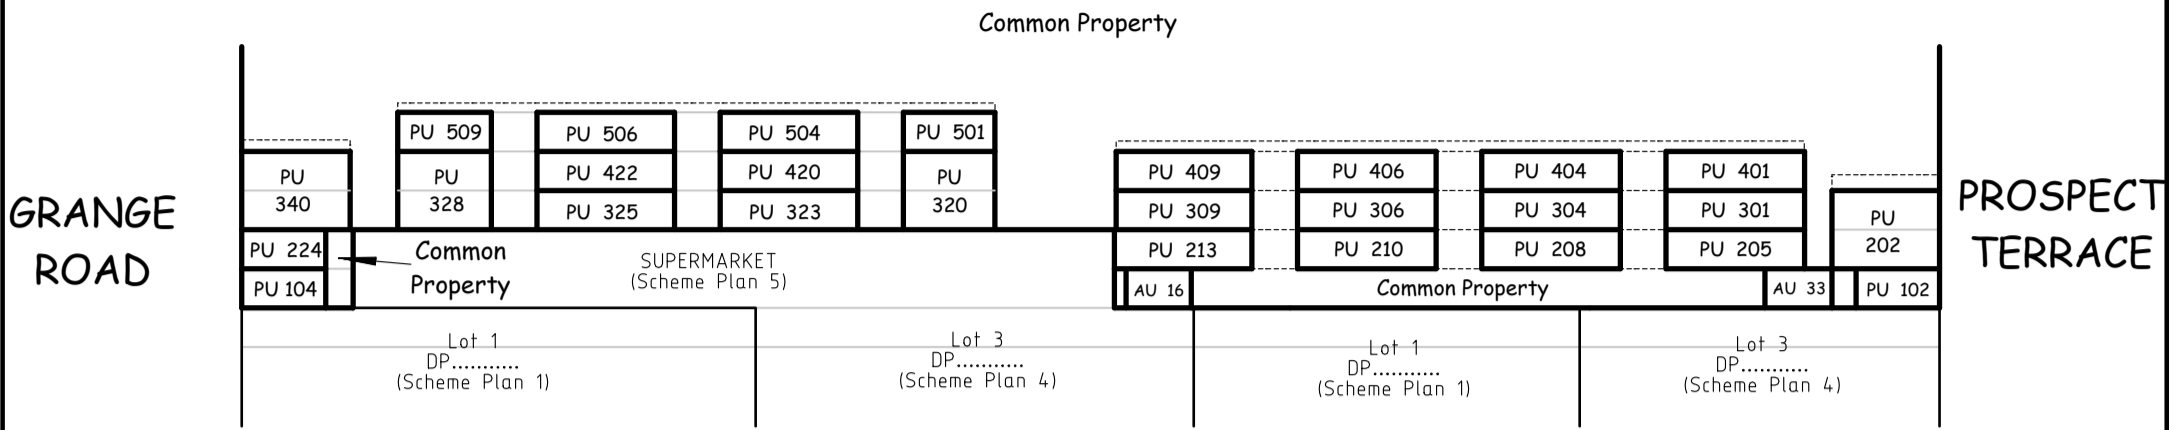 Common Property
GRANGE
ROAD
PU 509
PU 506
PU 504
PU 501
PU
340
PU
328
PU 422
PU 420
PU
320
PU 325
PU 323
PU 224
PU 104
Common
Property
SUPERMARKET
(Scheme Plan 5)
PU 409
PU 406
PU 404
PU 401
PU 309
PU 306
PU 304
PU 301
PU 213
PU 210
PU 208
PU 205
PU
202
AU 16
Common Property
AU 33
PU 102
PROSPECT
TERRACE
Lot 1
DP...........
(Scheme Plan 1)
Lot 3
DP...........
(Scheme Plan 4)
Lot 1
DP...........
(Scheme Plan 1)
Lot 3
DP...........
(Scheme Plan 4)